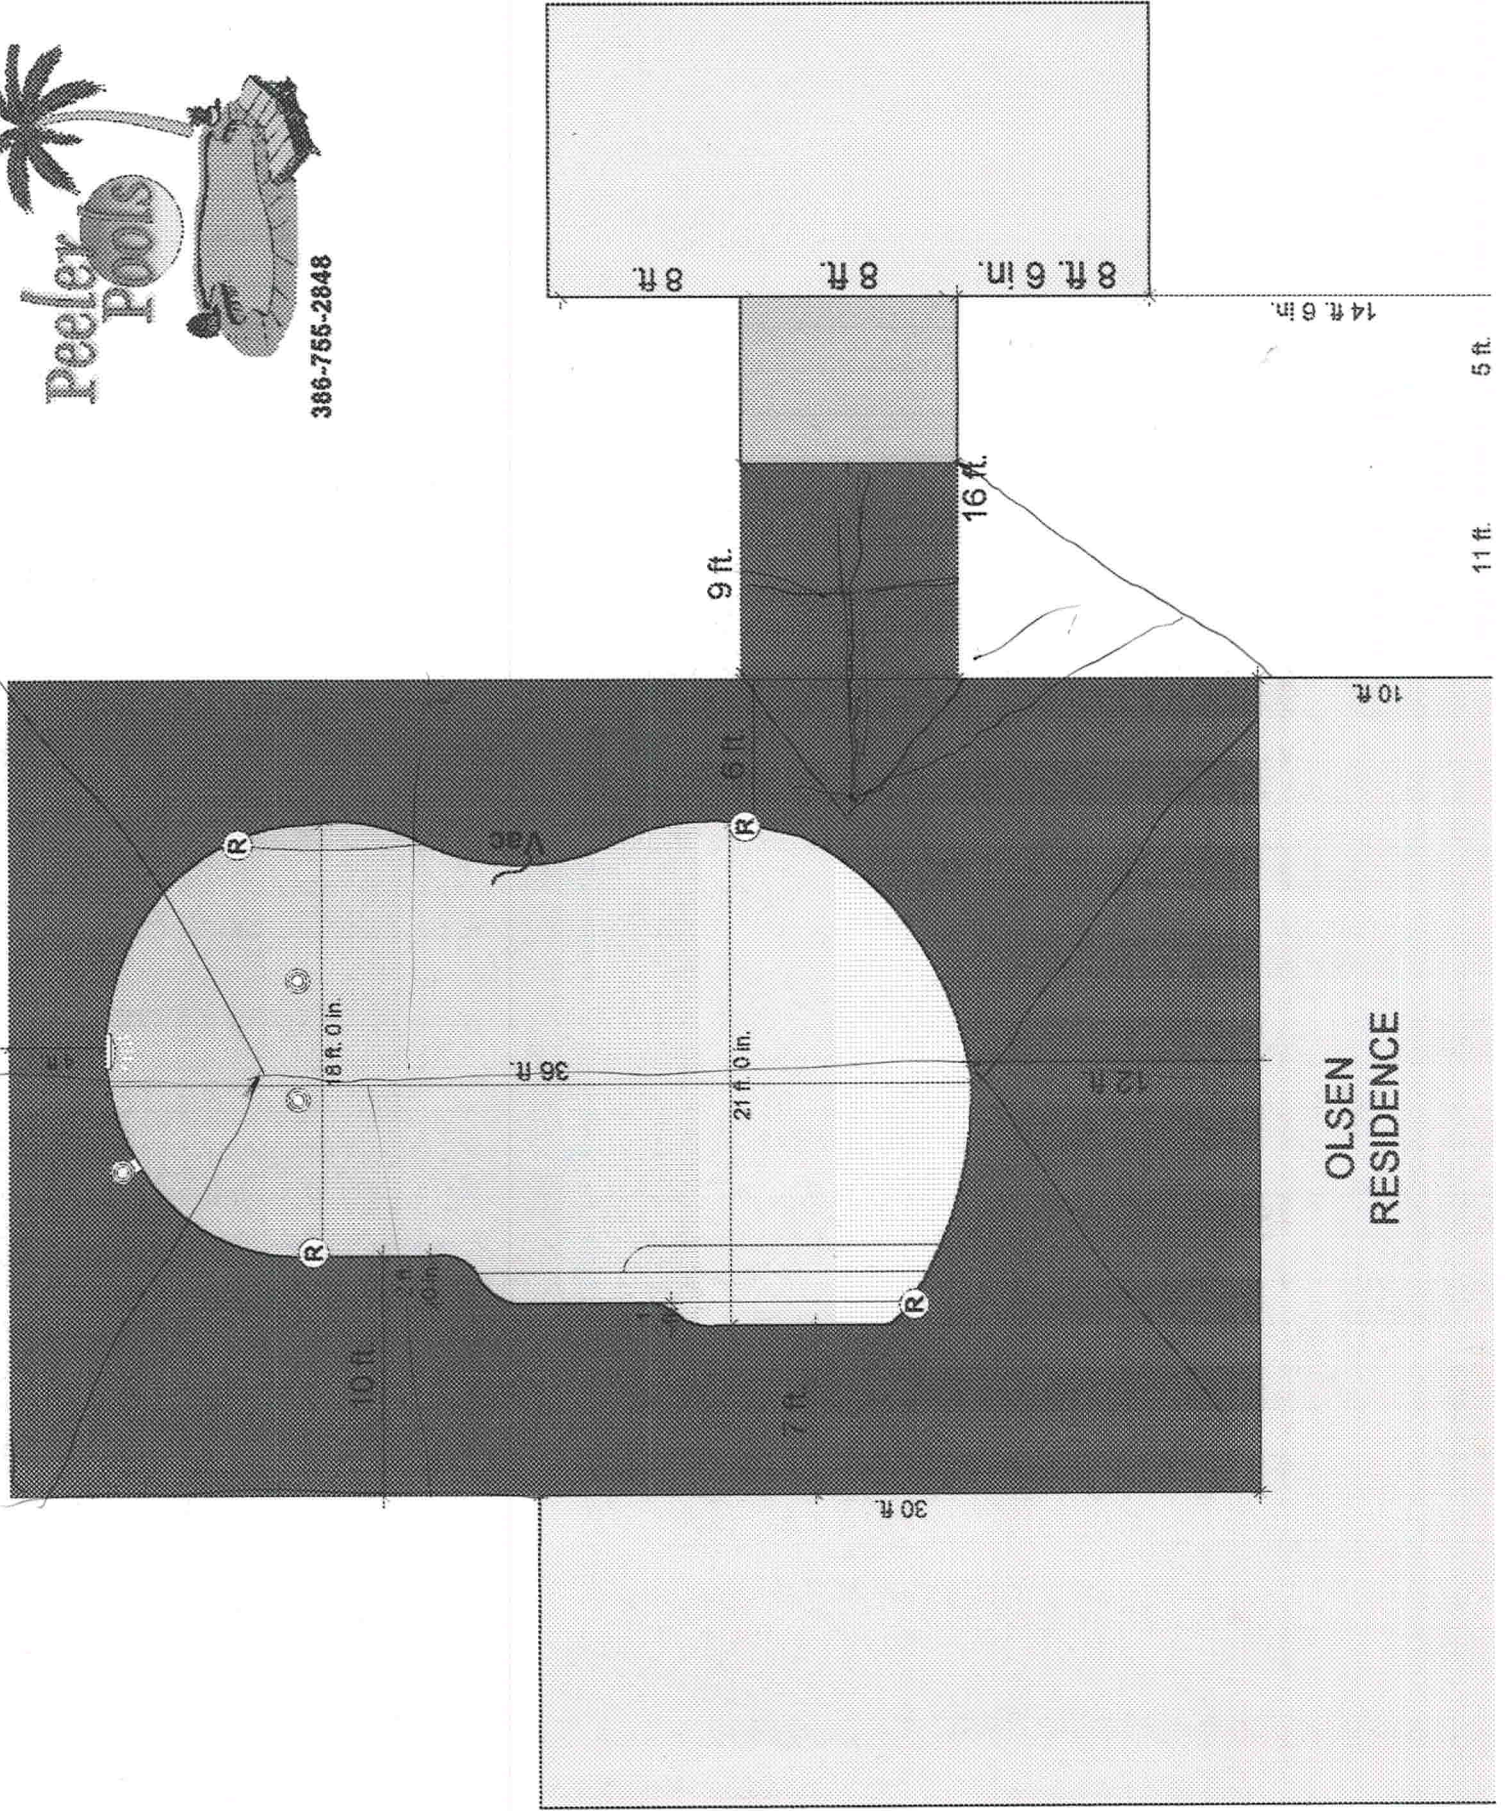 Peeler
Pools
386-755-2848
8 ft.
8 ft.
8 ft. 6 in.
14 ft. 6 in.
5 ft.
9 ft.
16 ft.
11 ft.
10 ft.
6 ft.
R
R
Vac
18 ft. 0 in.
36 ft.
21 ft. 0 in.
12 ft.
R
R
10 ft.
7 ft.
30 ft.
OLSEN
RESIDENCE